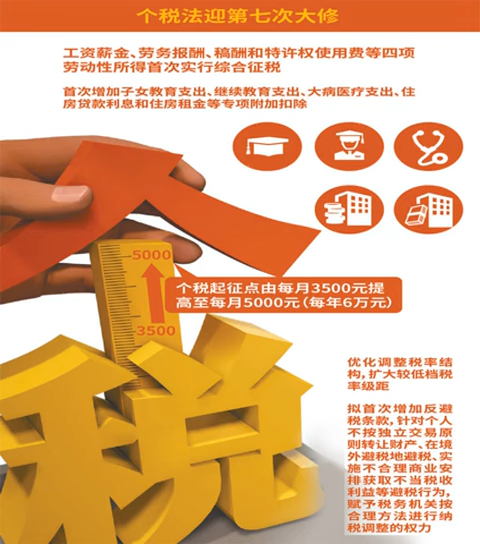 个税法迎第七次大修
工资薪金、劳务报酬、稿酬和特许权使用费等四项
劳动性所得首次实行综合征税
首次增加子女教育支出、继续教育支出、大病医疗支出、住
房贷款利息和住房租金等专项附加扣除
5000
个税起征点由每月3500元提
高至每月5000元(每年6万元)
3500
税
优化调整税率结
构,扩大较低档税
率级距
拟首次增加反避
税条款,针对个人
不按独立交易原
则转让财产、在境
外避税地避税、实
施不合理商业安
排获取不当税收
利益等避税行为,
赋予税务机关按
合理方法进行纳
税调整的权力